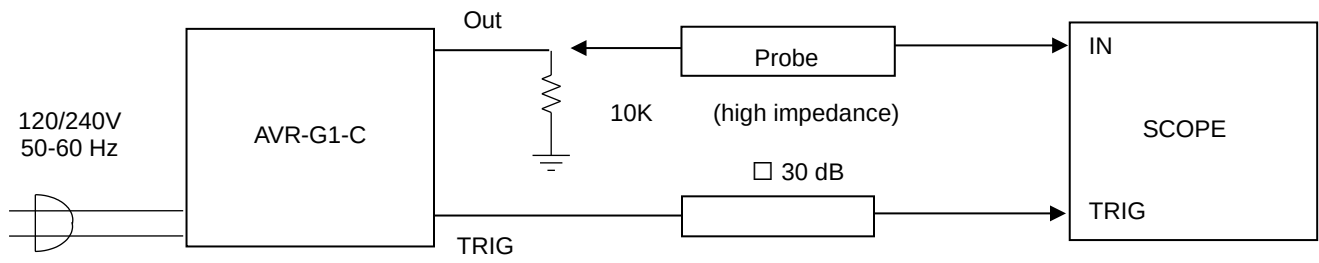 Out
Probe
IN
10K
(high impedance)
120/240V
50-60 Hz
AVR-G1-C
SCOPE
□ 30 dB
TRIG
TRIG